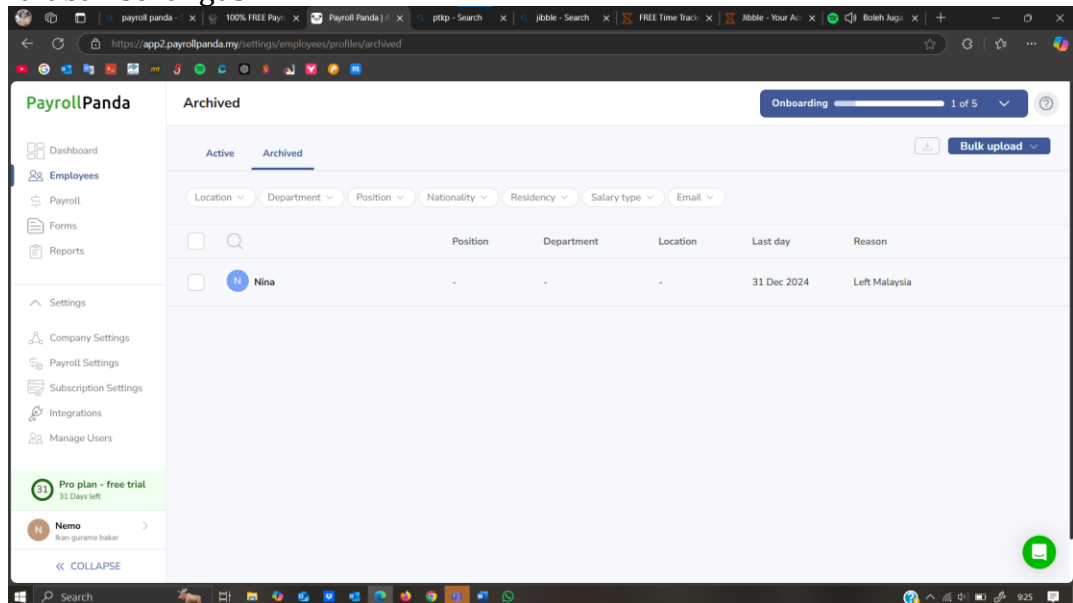 payroll panda -
100% FREE Payr
Payroll Panda | A
ptkp - Search
jibble - Search
FREE Time Track
Jibble - Your Acc
Boleh Juga
https://app2.payrollpanda.my/settings/employees/profiles/archived
PayrollPanda
Archived
Onboarding
1 of 5
Dashboard
Employees
Payroll
Forms
Reports
Settings
Company Settings
Payroll Settings
Subscription Settings
Integrations
Manage Users
31
Pro plan - free trial
31 Days left
N
Nemo
Ikan gurame bakar
COLLAPSE
Active
Archived
Bulk upload
Location
Department
Position
Nationality
Residency
Salary type
Email
Position
Department
Location
Last day
Reason
N
Nina
-
-
-
31 Dec 2024
Left Malaysia
Search
925